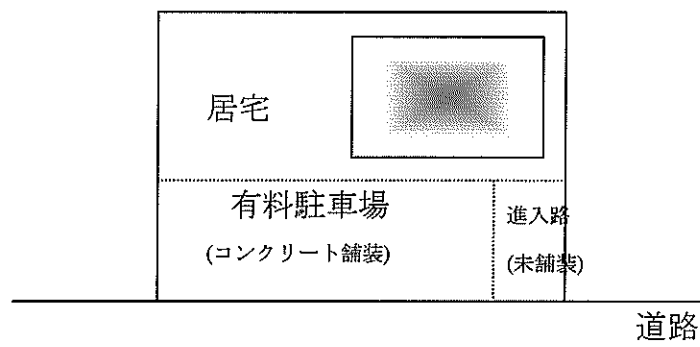 居宅
有料駐車場
(コンクリート舗装)
進入路
(未舗装)
道路